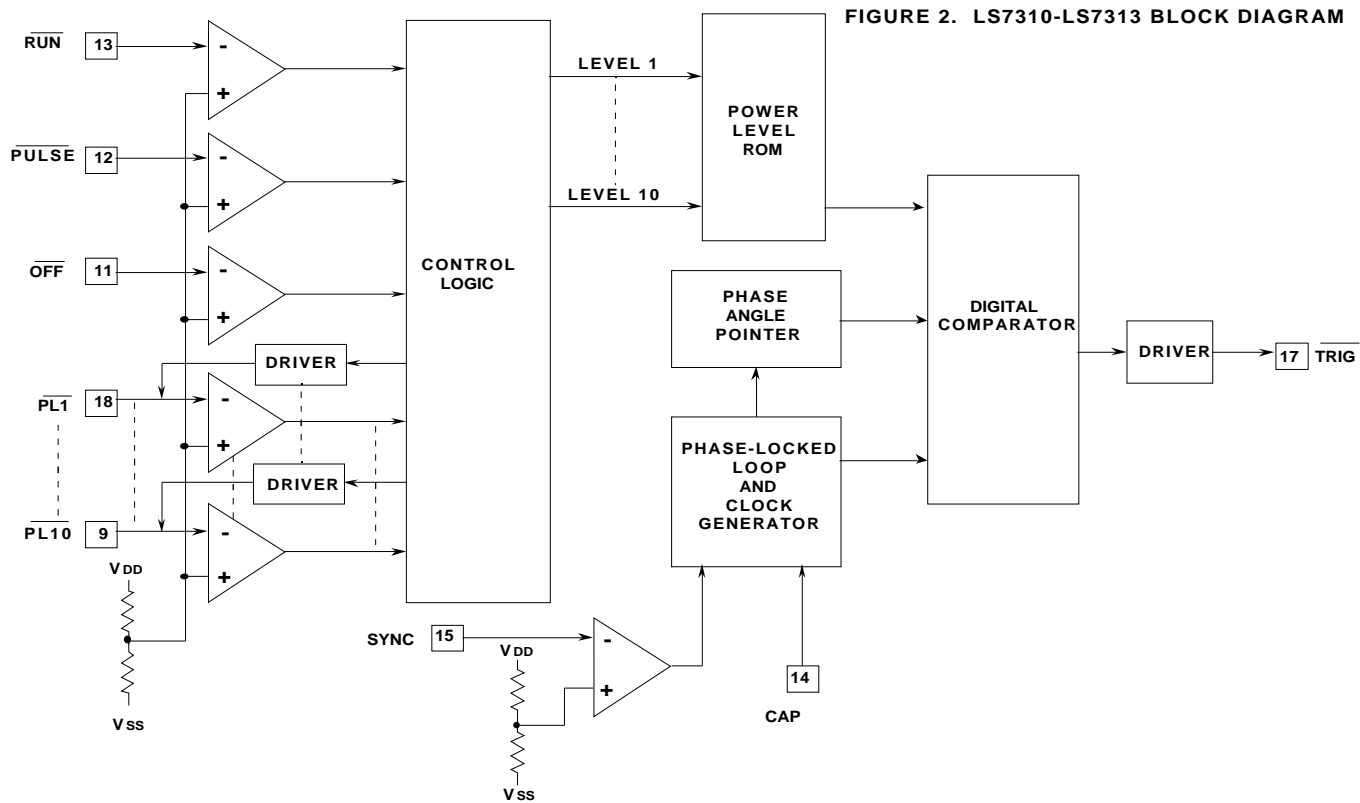 FIGURE 2. LS7310-LS7313 BLOCK DIAGRAM
RUN 13
-
+
PULSE 12
-
+
OFF 11
-
+
DRIVER
PL1 18
-
+
DRIVER
PL10 9
-
+
VDD
VSS
CONTROL
LOGIC
LEVEL 1
LEVEL 10
POWER
LEVEL
ROM
PHASE
ANGLE
POINTER
PHASE-LOCKED
LOOP
AND
CLOCK
GENERATOR
DIGITAL
COMPARATOR
DRIVER
17 TRIG
SYNC 15
-
+
VDD
VSS
14
CAP